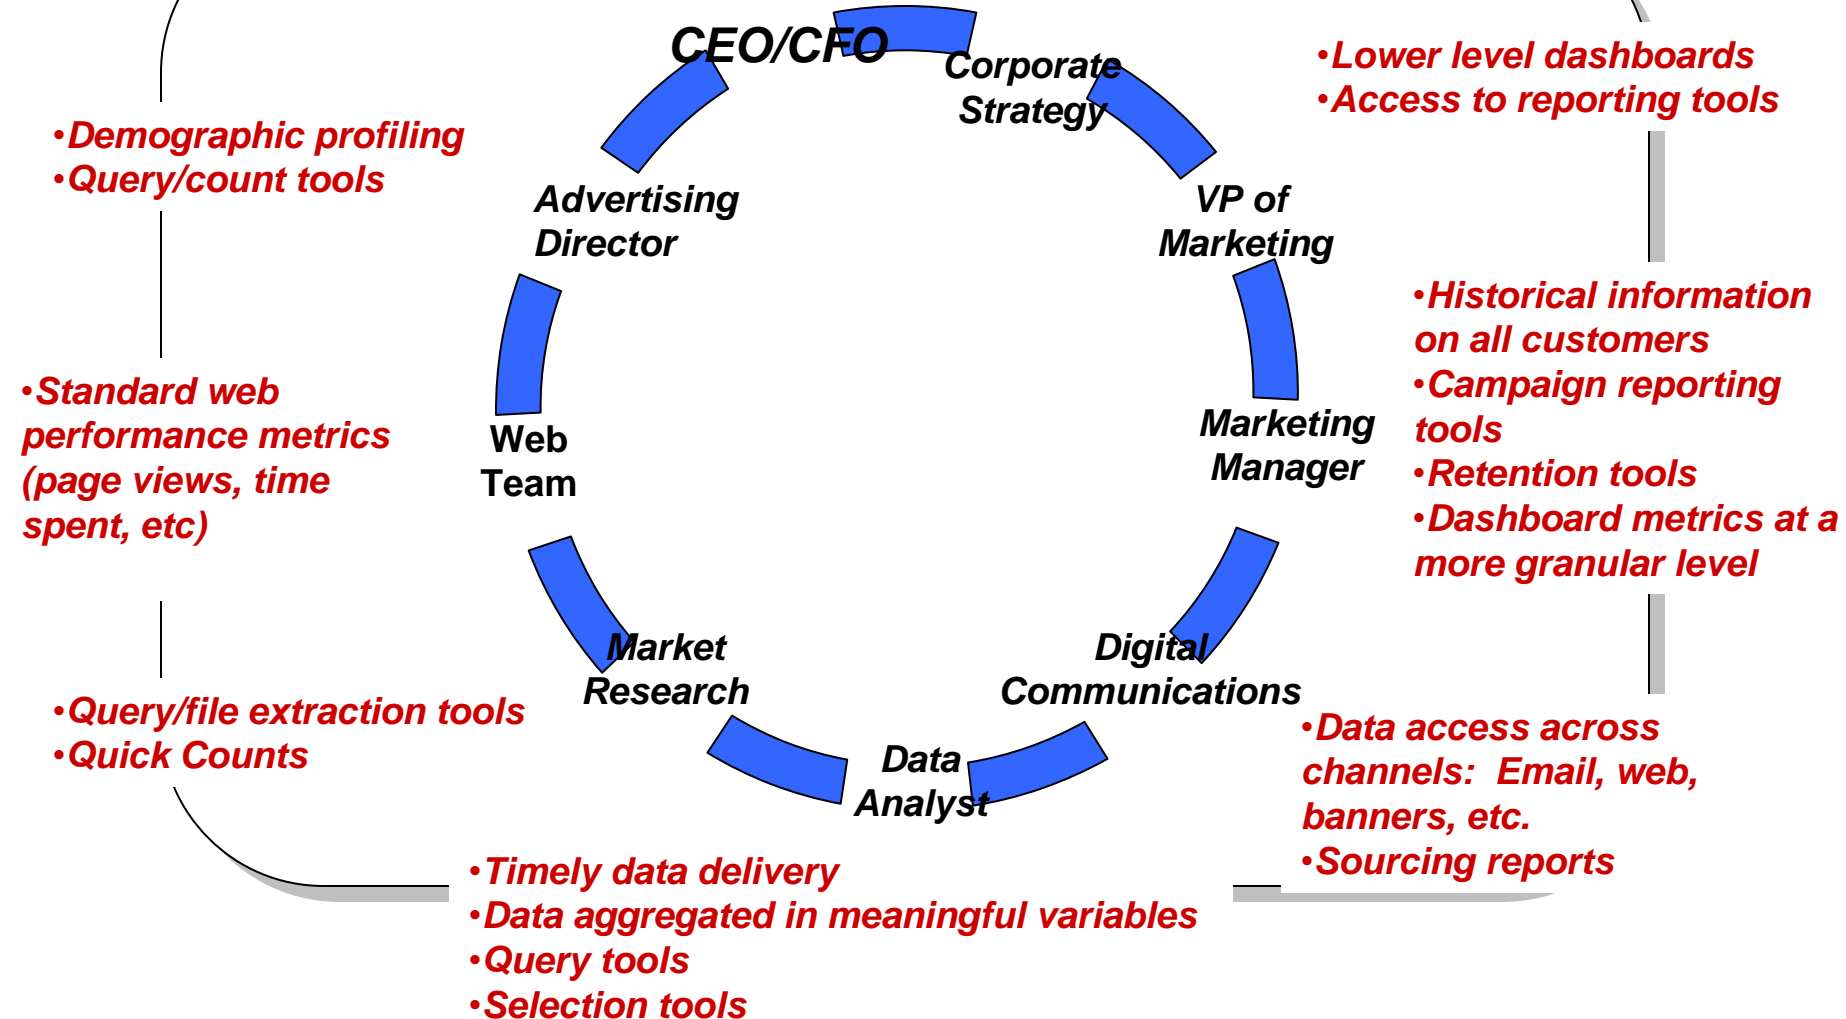 CEO/CFO
Corporate
Strategy
•Lower level dashboards
•Access to reporting tools
•Demographic profiling
•Query/count tools
Advertising
Director
VP of
Marketing
•Historical information
on all customers
•Campaign reporting
tools
•Retention tools
•Dashboard metrics at a
more granular level
•Standard web
performance metrics
(page views, time
spent, etc)
Web
Team
Marketing
Manager
Market
Research
Digital
Communications
•Query/file extraction tools
•Quick Counts
Data
Analyst
•Data access across
channels:  Email, web,
banners, etc.
•Sourcing reports
•Timely data delivery
•Data aggregated in meaningful variables
•Query tools
•Selection tools